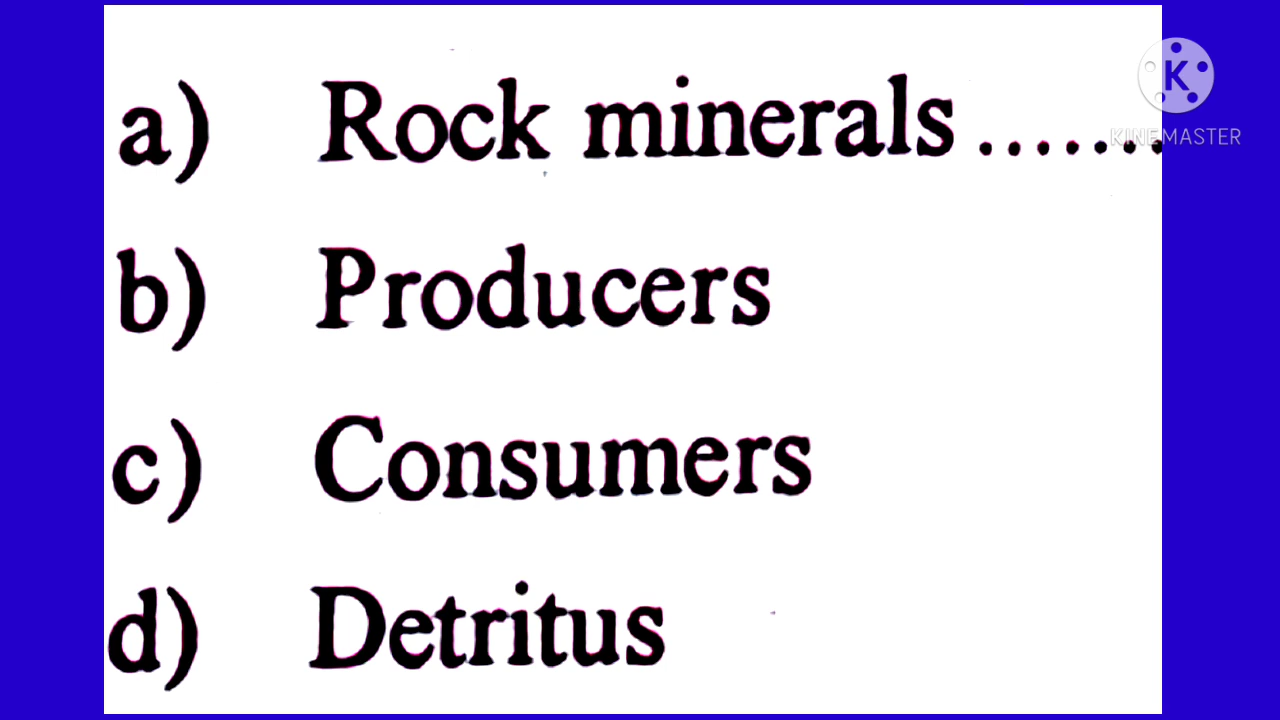 a) Rock minerals .......
KINEMASTER
b) Producers
c) Consumers
d) Detritus